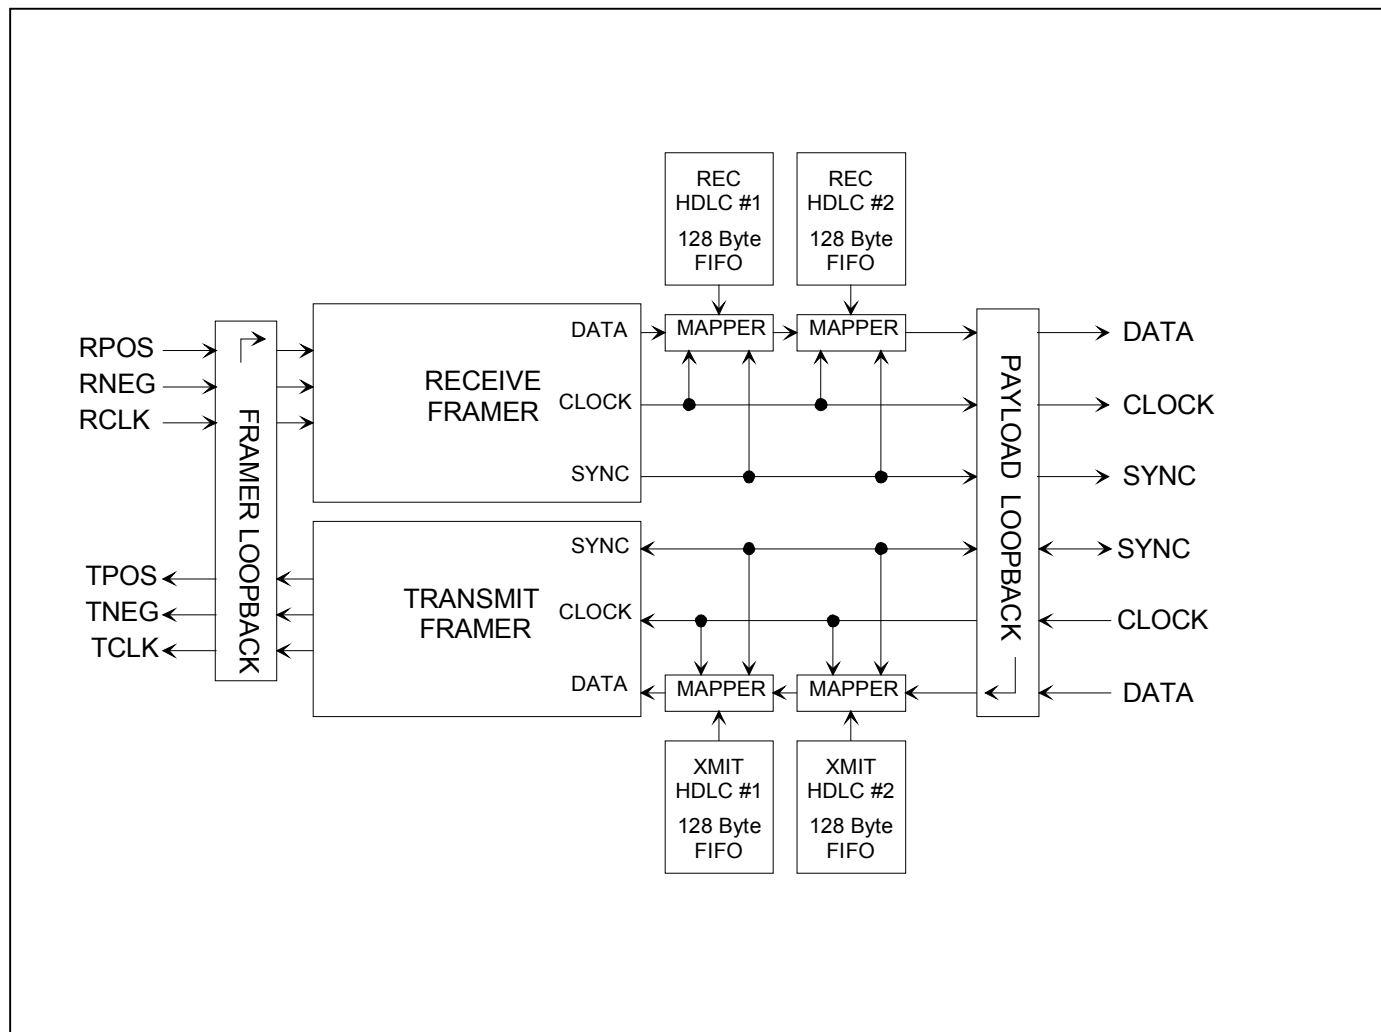 REC
HDLC #1
128 Byte
FIFO
REC
HDLC #2
128 Byte
FIFO
RPOS
RNEG
RCLK
TPOS
TNEG
TCLK
FRAMER LOOPBACK
RECEIVE
FRAMER
DATA
CLOCK
SYNC
MAPPER
MAPPER
TRANSMIT
FRAMER
SYNC
CLOCK
DATA
MAPPER
MAPPER
PAYLOAD LOOPBACK
DATA
CLOCK
SYNC
SYNC
CLOCK
DATA
XMIT
HDLC #1
128 Byte
FIFO
XMIT
HDLC #2
128 Byte
FIFO